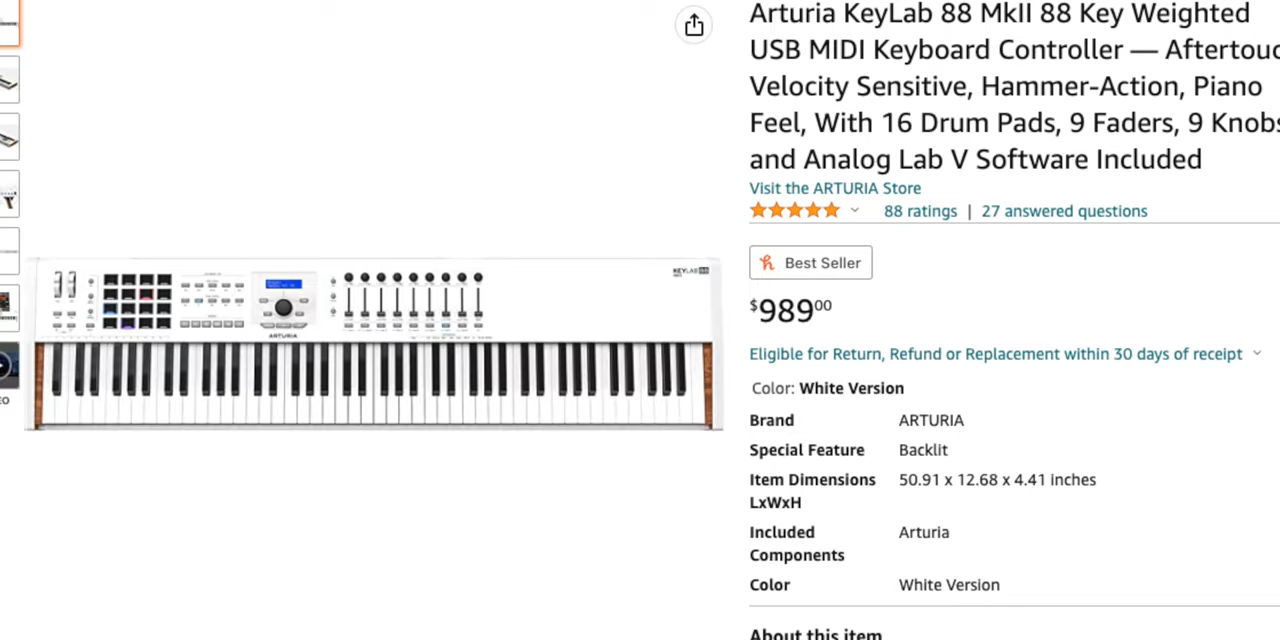 Arturia KeyLab 88 MkII 88 Key Weighted
USB MIDI Keyboard Controller — Aftertouc
Velocity Sensitive, Hammer-Action, Piano
Feel, With 16 Drum Pads, 9 Faders, 9 Knobs
and Analog Lab V Software Included
Visit the ARTURIA Store
88 ratings | 27 answered questions
Best Seller
$98900
Eligible for Return, Refund or Replacement within 30 days of receipt
Color: White Version
Brand ARTURIA
Special Feature Backlit
Item Dimensions 50.91 x 12.68 x 4.41 inches
LxWxH
Included Arturia
Components
Color White Version
About this item
KEYLAB 88
ARTURIA
EO